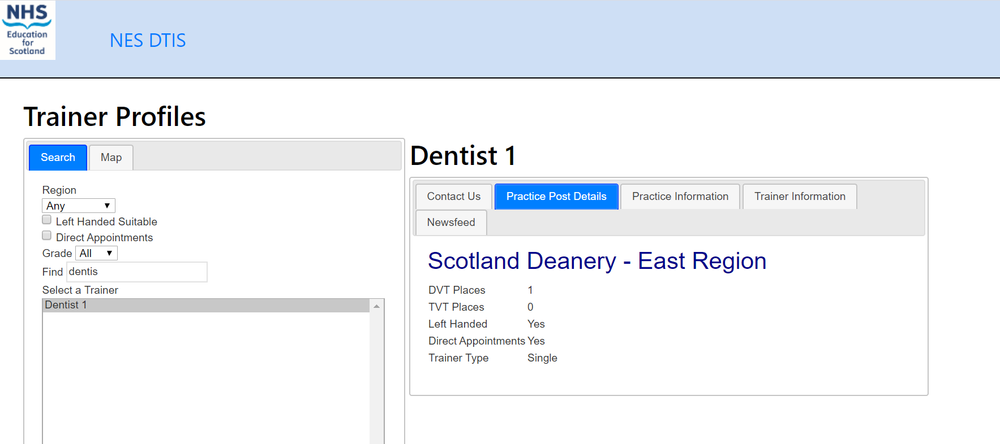 NHS
Education
for
Scotland
NES DTIS
Trainer Profiles
Search
Map
Region
Any
Left Handed Suitable
Direct Appointments
Grade All
Find dentis
Select a Trainer
Dentist 1
Dentist 1
Contact Us
Practice Post Details
Practice Information
Trainer Information
Newsfeed
Scotland Deanery - East Region
DVT Places 1
TVT Places 0
Left Handed Yes
Direct Appointments Yes
Trainer Type Single